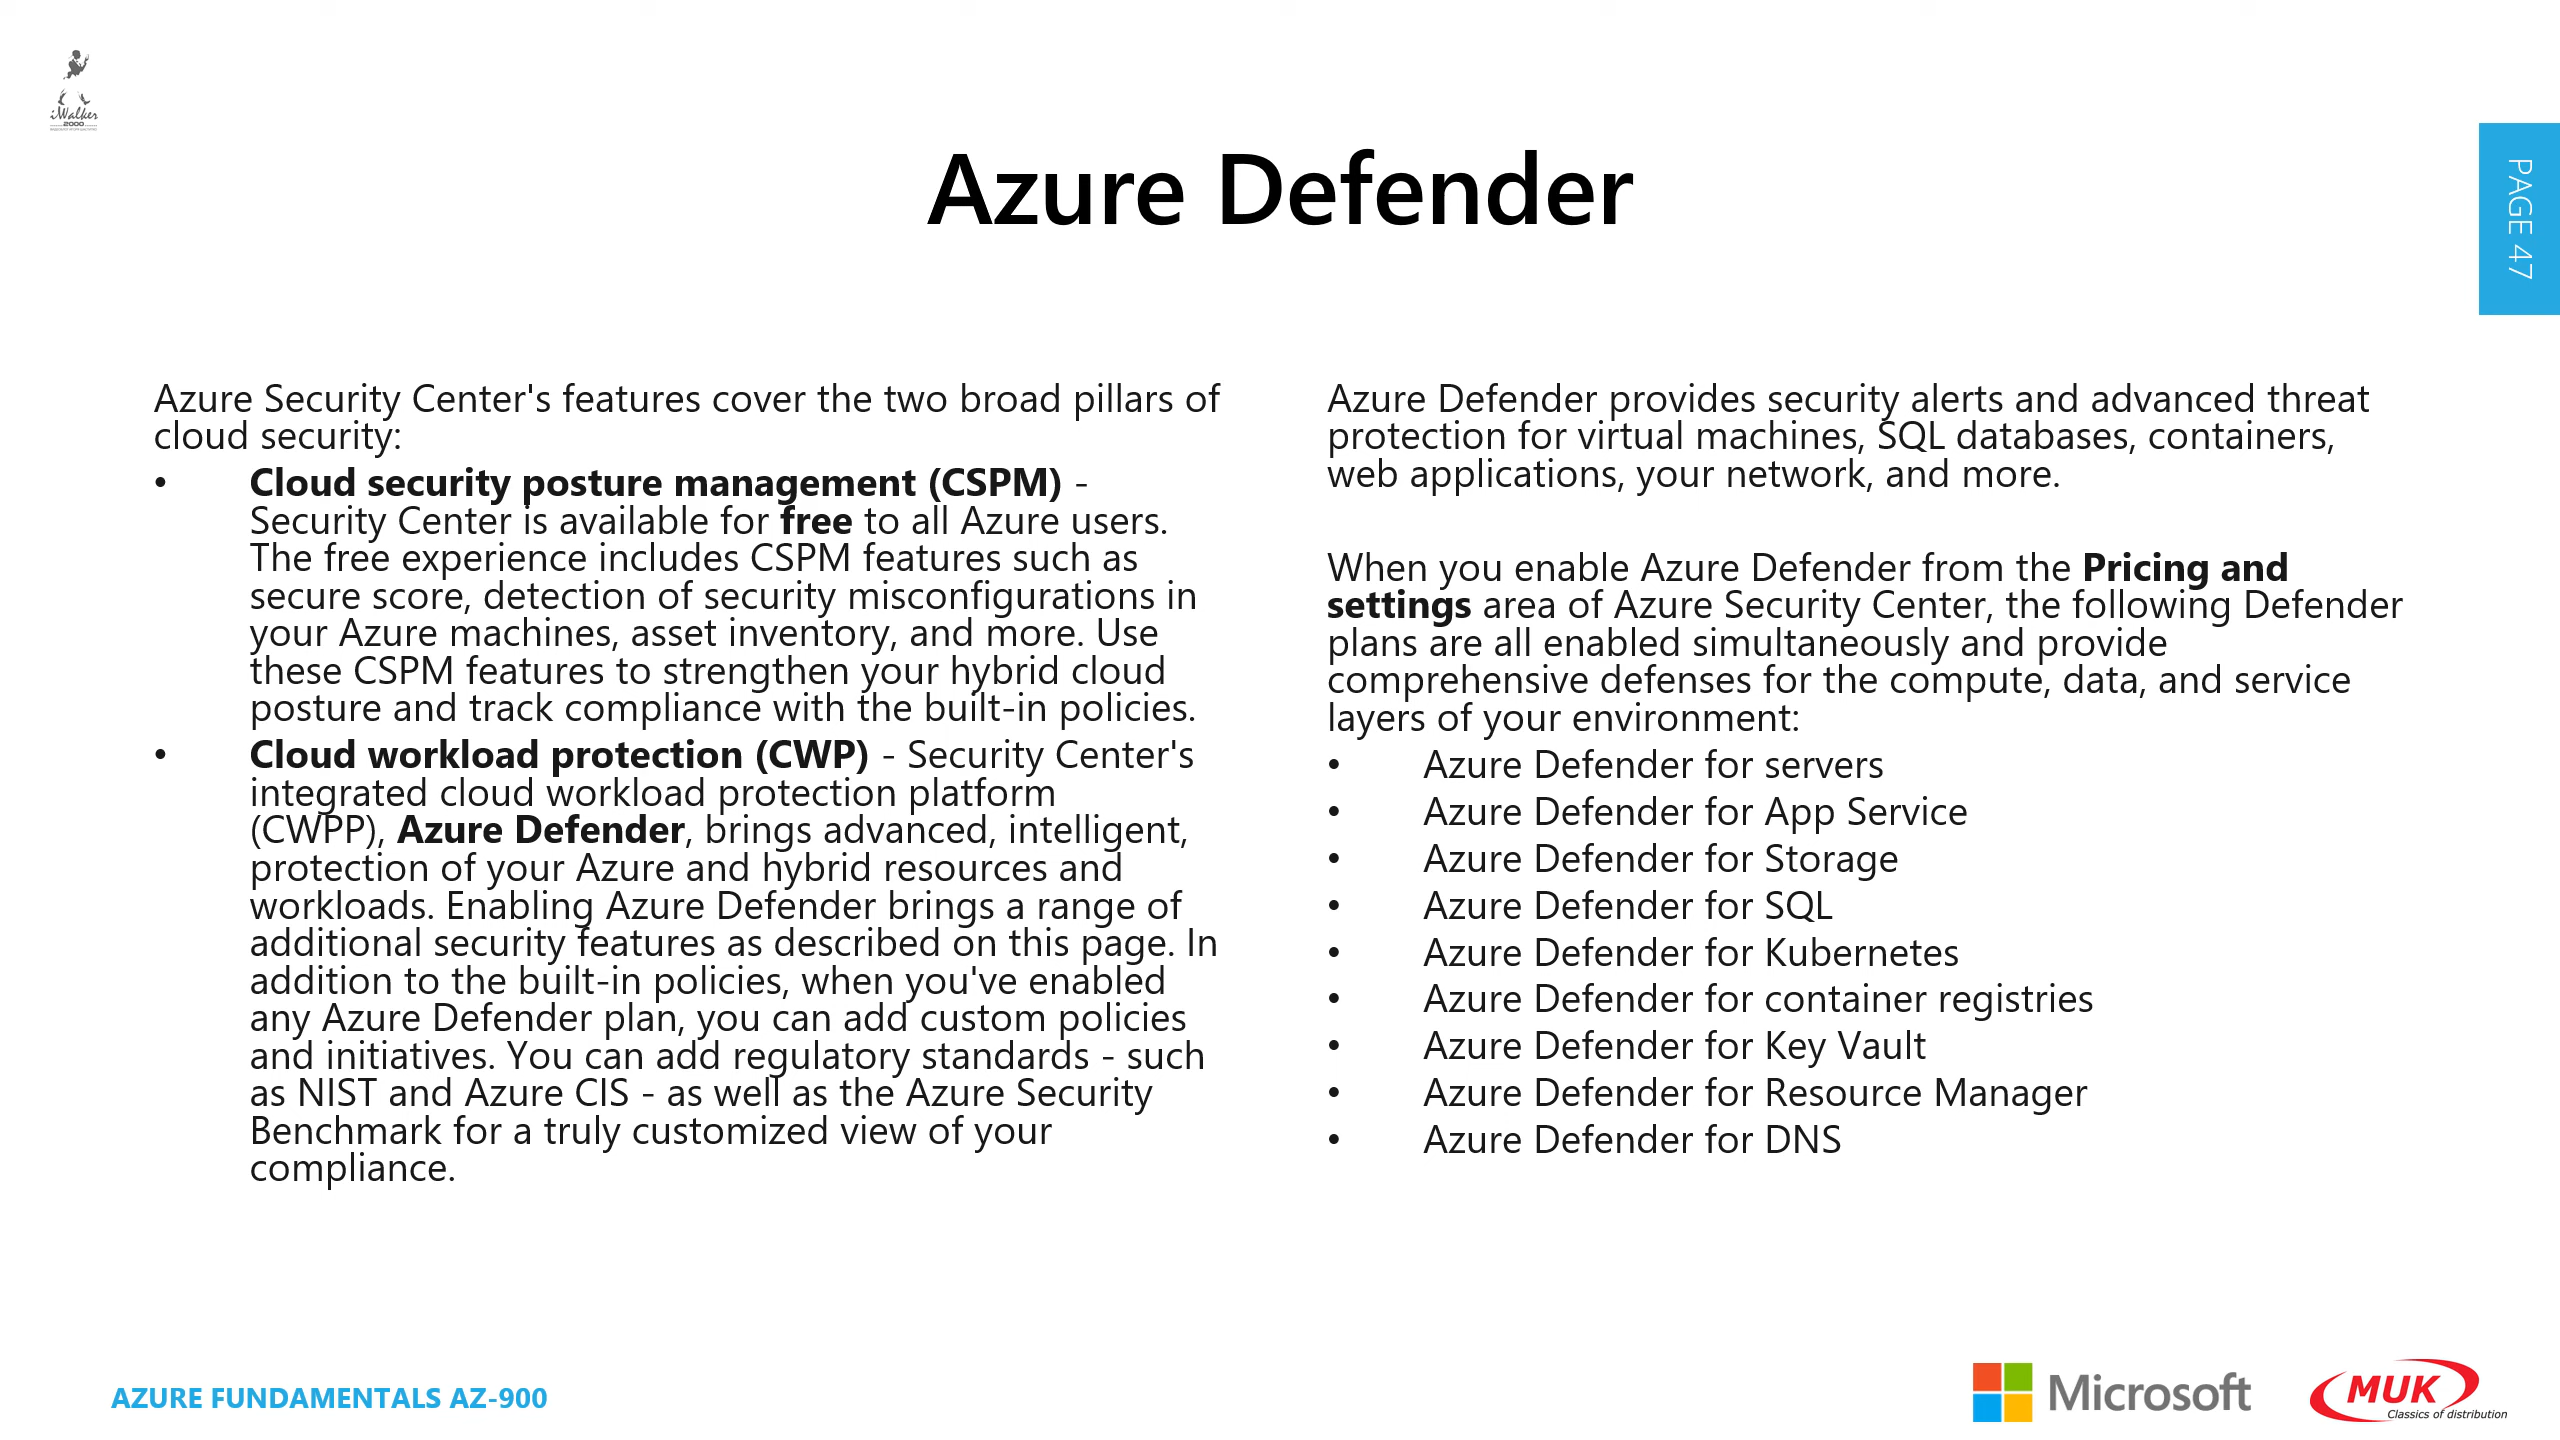 iWalker
2000
Azure Defender
PAGE 47
Azure Security Center's features cover the two broad pillars of
cloud security:
• Cloud security posture management (CSPM) -
Security Center is available for free to all Azure users.
The free experience includes CSPM features such as
secure score, detection of security misconfigurations in
your Azure machines, asset inventory, and more. Use
these CSPM features to strengthen your hybrid cloud
posture and track compliance with the built-in policies.
• Cloud workload protection (CWP) - Security Center's
integrated cloud workload protection platform
(CWPP), Azure Defender, brings advanced, intelligent,
protection of your Azure and hybrid resources and
workloads. Enabling Azure Defender brings a range of
additional security features as described on this page. In
addition to the built-in policies, when you've enabled
any Azure Defender plan, you can add custom policies
and initiatives. You can add regulatory standards - such
as NIST and Azure CIS - as well as the Azure Security
Benchmark for a truly customized view of your
compliance.
Azure Defender provides security alerts and advanced threat
protection for virtual machines, SQL databases, containers,
web applications, your network, and more.
When you enable Azure Defender from the Pricing and
settings area of Azure Security Center, the following Defender
plans are all enabled simultaneously and provide
comprehensive defenses for the compute, data, and service
layers of your environment:
• Azure Defender for servers
• Azure Defender for App Service
• Azure Defender for Storage
• Azure Defender for SQL
• Azure Defender for Kubernetes
• Azure Defender for container registries
• Azure Defender for Key Vault
• Azure Defender for Resource Manager
• Azure Defender for DNS
AZURE FUNDAMENTALS AZ-900
Microsoft
MUK
Classics of distribution